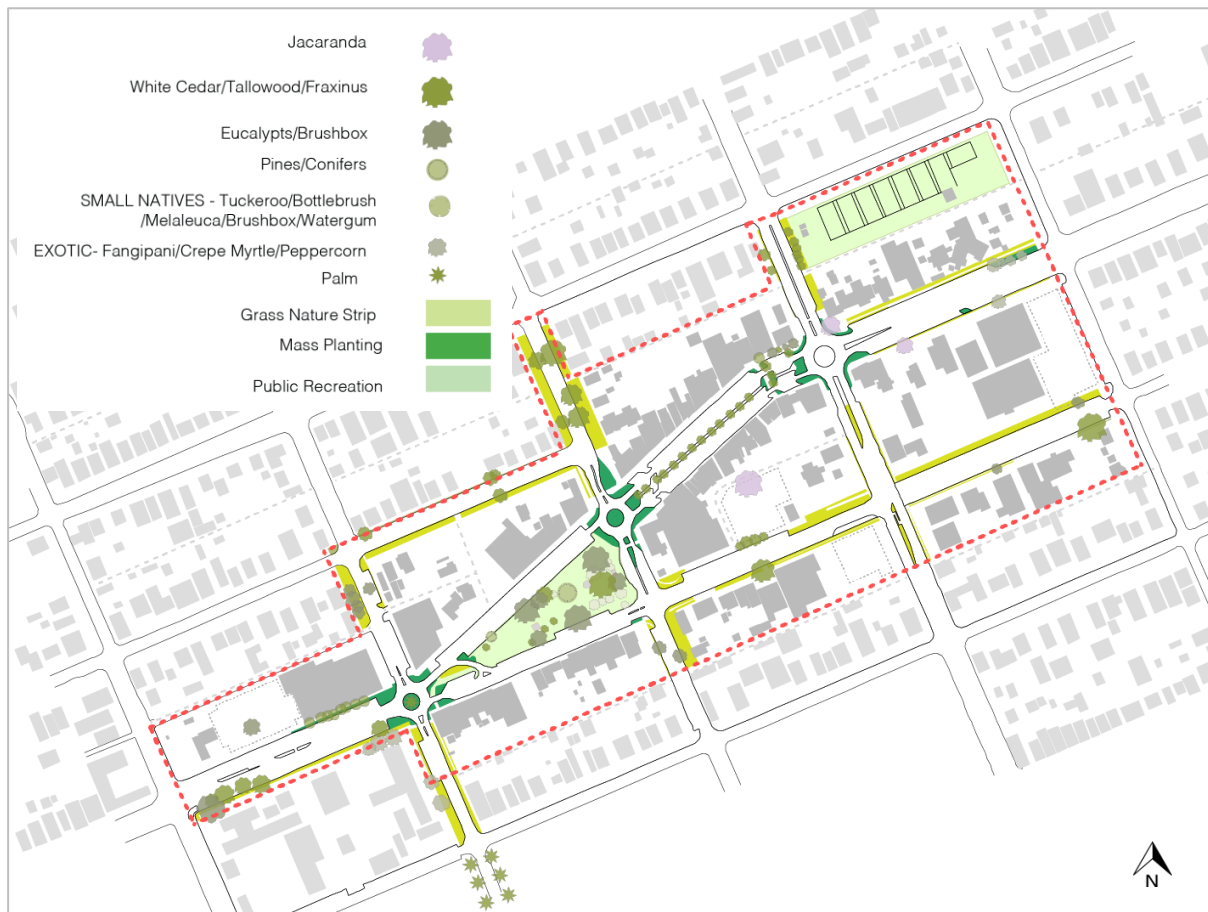 Jacaranda
White Cedar/Tallowood/Fraxinus
Eucalypts/Brushbox
Pines/Conifers
SMALL NATIVES - Tuckeroo/Bottlebrush
/Melaleuca/Brushbox/Watergum
EXOTIC- Fangipani/Crepe Myrtle/Peppercorn
Palm
Grass Nature Strip
Mass Planting
Public Recreation
N